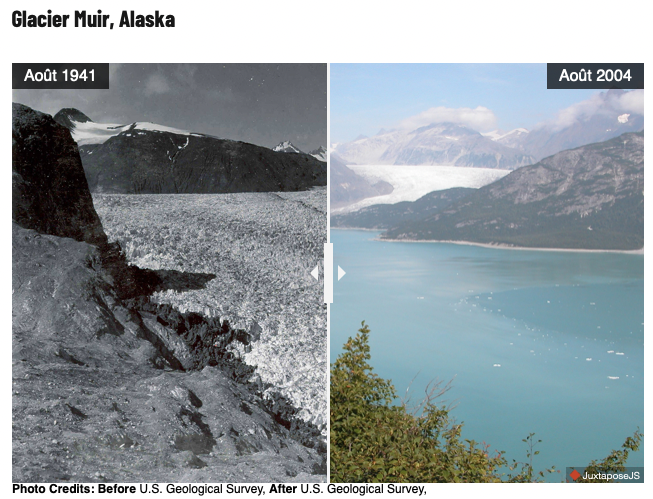 Glacier Muir, Alaska
Août 1941
Août 2004
JuxtaposeJS
Photo Credits: Before U.S. Geological Survey, After U.S. Geological Survey,